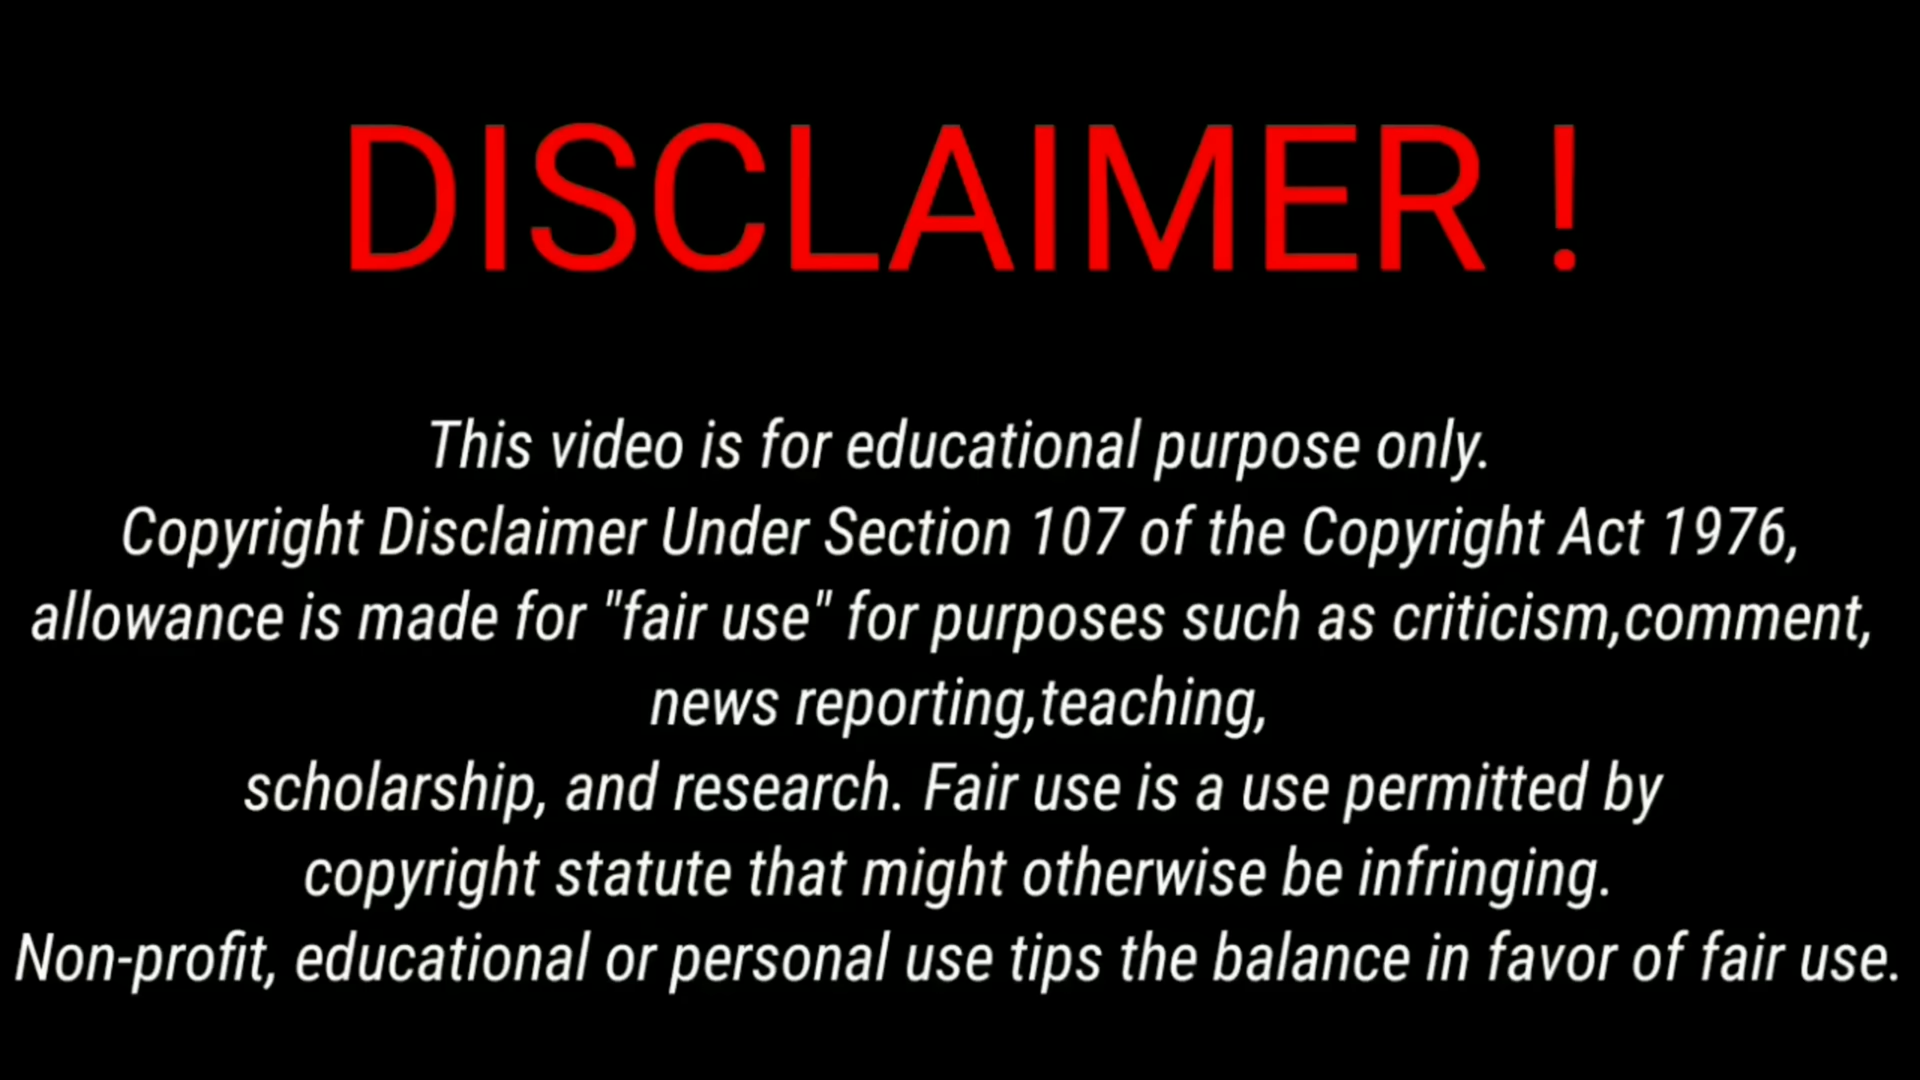 DISCLAIMER !
This video is for educational purpose only.
Copyright Disclaimer Under Section 107 of the Copyright Act 1976,
allowance is made for "fair use" for purposes such as criticism,comment,
news reporting,teaching,
scholarship, and research. Fair use is a use permitted by
copyright statute that might otherwise be infringing.
Non-profit, educational or personal use tips the balance in favor of fair use.